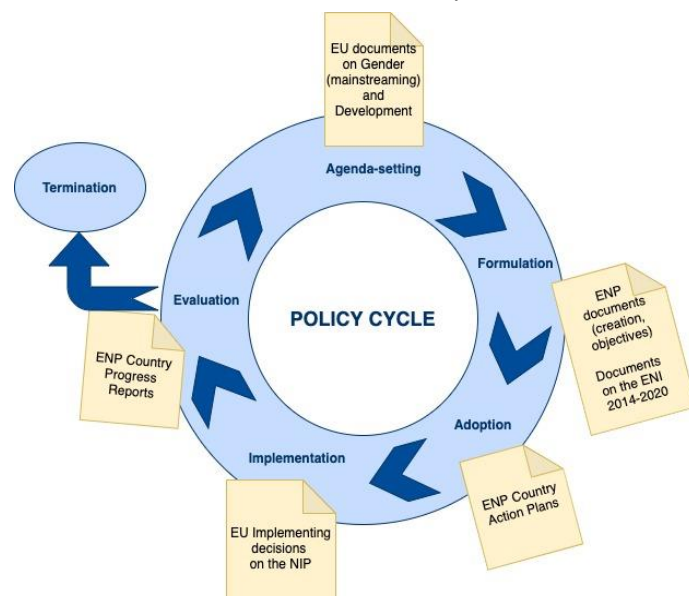 EU documents
on Gender
(mainstreaming)
and
Development
Agenda-setting
Termination
Formulation
Evaluation
POLICY CYCLE
ENP
documents
(creation,
objectives)
Documents
on the ENI
2014-2020
ENP Country
Progress
Reports
Adoption
Implementation
ENP Country
Action Plans
EU Implementing
decisions
on the NIP